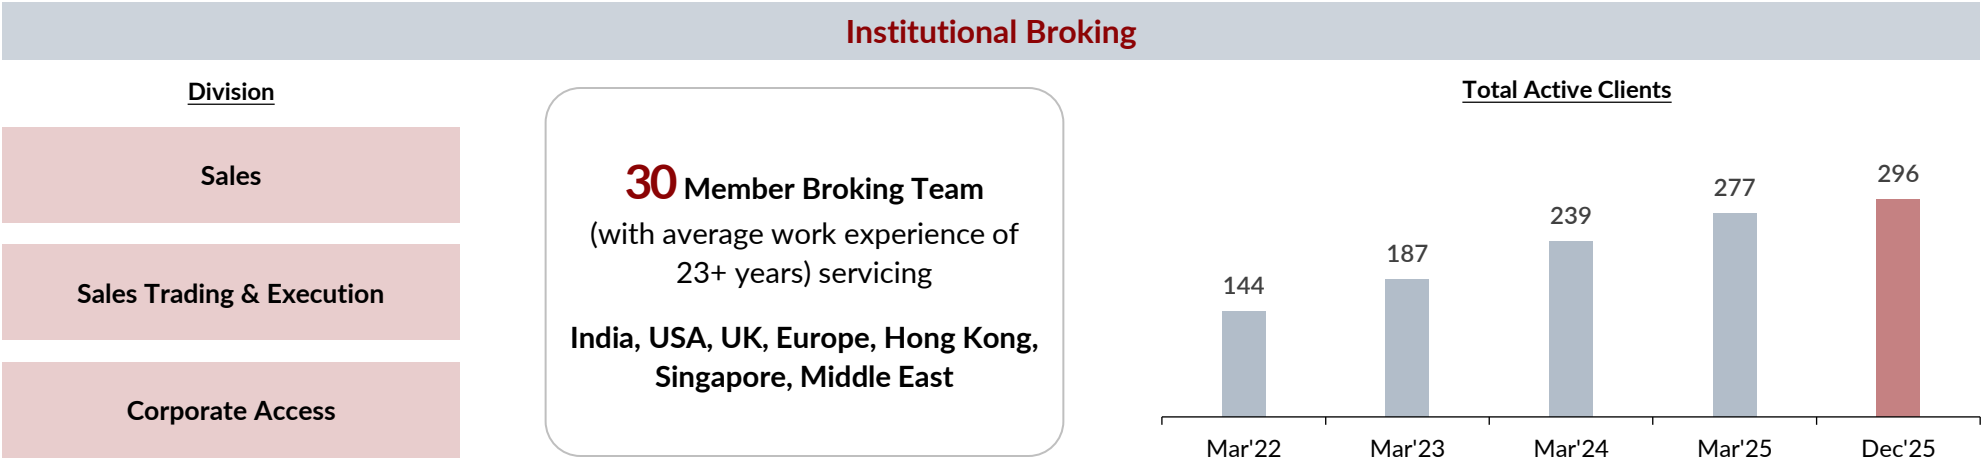 Institutional Broking
Division
Sales
Sales Trading & Execution
Corporate Access
30 Member Broking Team
(with average work experience of
23+ years) servicing
India, USA, UK, Europe, Hong Kong,
Singapore, Middle East
Total Active Clients
144
187
239
277
296
Mar'22
Mar'23
Mar'24
Mar'25
Dec'25